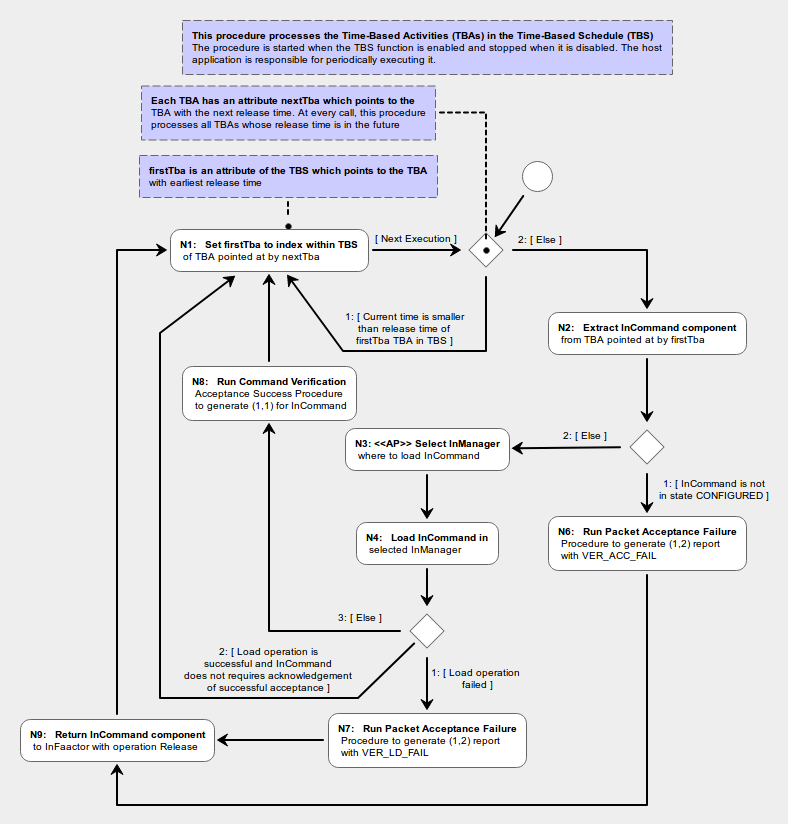 This procedure processes the Time-Based Activities (TBAs) in the Time-Based Schedule (TBS)
The procedure is started when the TBS function is enabled and stopped when it is disabled. The host
application is responsible for periodically executing it.
Each TBA has an attribute nextTba which points to the
TBA with the next release time. At every call, this procedure
processes all TBAs whose release time is in the future
firstTba is an attribute of the TBS which points to the TBA
with earliest release time
N1: Set firstTba to index within TBS
of TBA pointed at by nextTba
[ Next Execution ]
2: [ Else ]
1: [ Current time is smaller
than release time of
firstTba TBA in TBS ]
N2: Extract InCommand component
from TBA pointed at by firstTba
N8: Run Command Verification
Acceptance Success Procedure
to generate (1,1) for InCommand
N3: <<AP>> Select InManager
where to load InCommand
2: [ Else ]
1: [ InCommand is not
in state CONFIGURED ]
N4: Load InCommand in
selected InManager
N6: Run Packet Acceptance Failure
Procedure to generate (1,2) report
with VER_ACC_FAIL
3: [ Else ]
2: [ Load operation is
successful and InCommand
does not requires acknowledgement
of successful acceptance ]
1: [ Load operation
failed ]
N9: Return InCommand component
to InFaactor with operation Release
N7: Run Packet Acceptance Failure
Procedure to generate (1,2) report
with VER_LD_FAIL